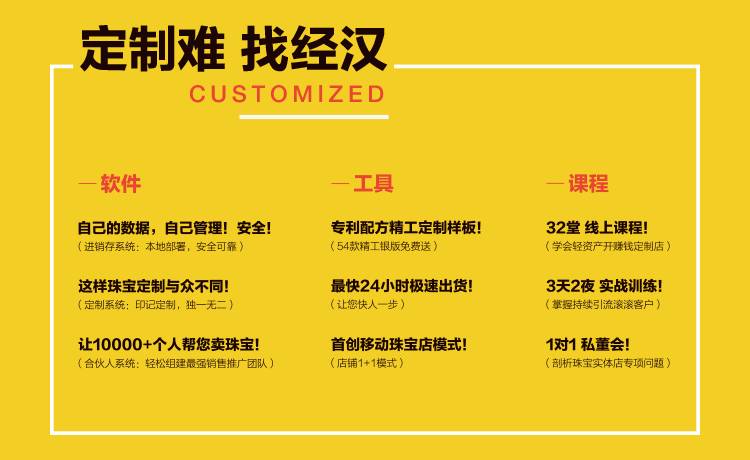 定制难 找经汉
CUSTOMIZED
一 软件
自己的数据，自己管理！安全！
（进销存系统：本地部署，安全可靠）
这样珠宝定制与众不同！
（定制系统：印记定制，独一无二）
让10000+个人帮您卖珠宝！
（合伙人系统：轻松组建最强销售推广团队）
一 工具
专利配方精工定制样板！
（54款精工银版免费送）
最快24小时极速出货！
（让您快人一步）
首创移动珠宝店模式！
（店铺1+1模式）
一 课程
32堂 线上课程！
（学会轻资产开赚钱定制店）
3天2夜 实战训练！
（掌握持续引流滚滚客户）
1对1 私董会！
（剖析珠宝实体店专项问题）